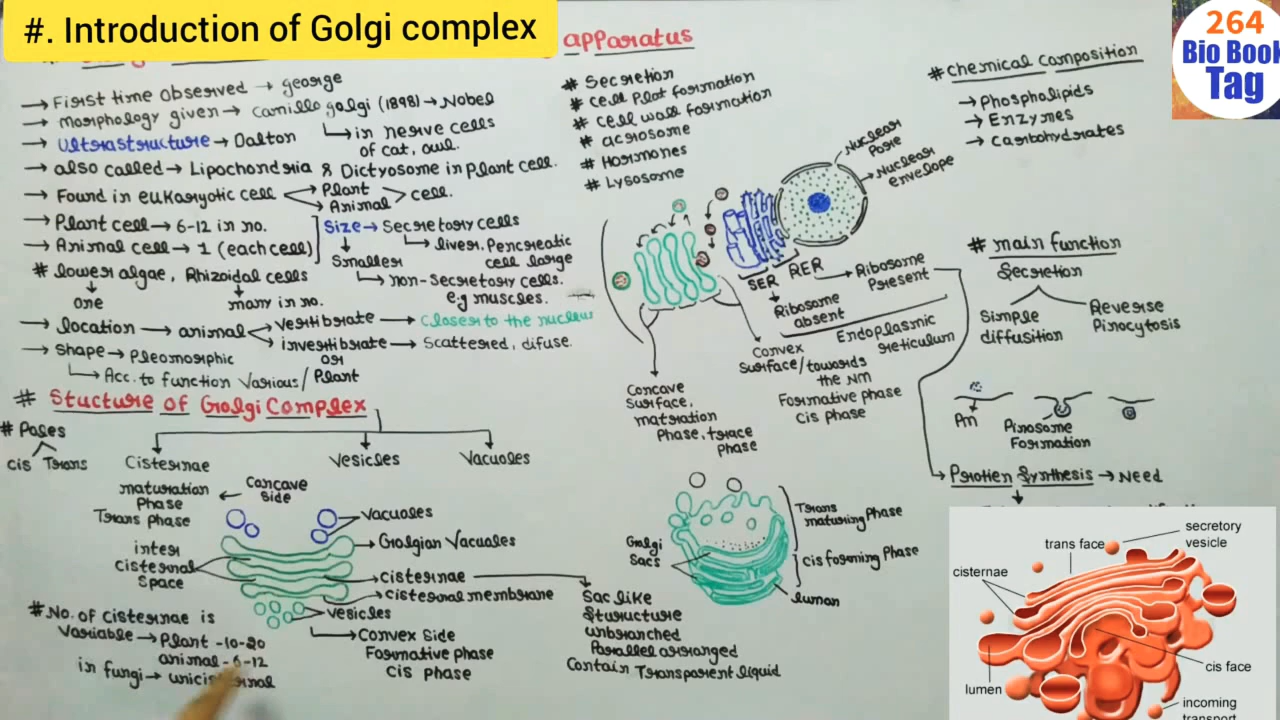 #. Introduction of Golgi complex
apparatus
264
Bio Book
Tag
→ First time observed → george
→ morphology given → camillo golgi (1898) → Nobel
↳ in nerve cells
of cat, owl.
→ Ultrastructure → Dalton
→ also called → Lipochondria & Dictyosome in Plant cell.
→ Found in eukaryotic cell
Plant
Animal
cell.
→ Plant cell → 6-12 in no.
→ Animal cell → 1 (each cell)
Size → Secretory cells
↳ liver. Pencreatic
cell large
Smaller
↳ non-Secretory cells.
e.g muscles.
# lower algae, Rhizoidal cells
one
many in no.
→ location → animal
vertibrate → closer to the nucleus
invertibrate → Scattered, difuse.
or
→ Shape → Pleomorphic
↳ Acc. to function Various / Plant
# Secretion
# cell Plat formation
# cell wall formation
# acrosome
# Hormones
# Lysosome
Nuclear
Pore
Nuclear
envelope
SER
RER
Ribosome
Present
Ribosome
absent
Endoplasmic
reticulum
Concave
Surface,
matration
Phase, trace
phase
Convex
Surface/towards
the NM
Formative phase
Cis phase
# chemical composition
→ Phospholipids
→ Enzymes
→ Carbohydrates
# main function
Secretion
Simple
diffusition
Reverse
Pinocytosis
Pm
Pinosome
Formation
Protien Synthesis → Need
# Stucture of Golgi Complex
# Poles
cis Trans
Cisternae
Vesicles
Vacuoles
maturation
Phase
Trans phase
Concave
Side
vacuoles
Golgian Vacuoles
inter
Cisternal
Space
cisternae
cisternal membrane
vesicles
Convex Side
Formative phase
Cis phase
Sac like
Sturucture
unbranched
Parallel arranged
Contain Transparent liquid
# No. of cisternae is
Variable → Plant -10-20
animal - 6-12
in fungi →
Golgi
Sacs
Trans
maturing Phase
cis forming Phase
luman
secretory
vesicle
trans face
cisternae
cis face
lumen
incoming
transport